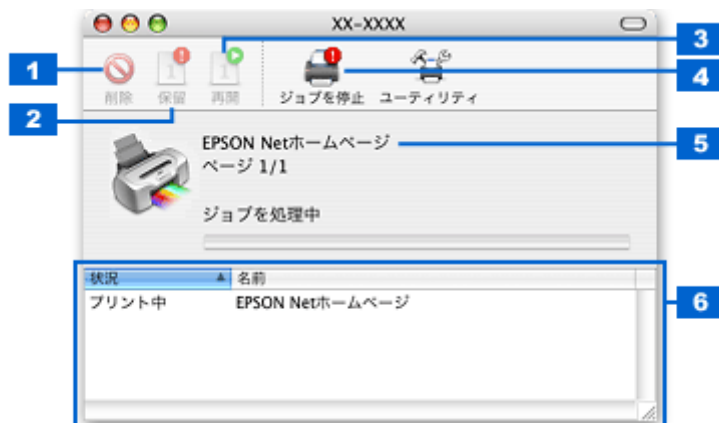 XX-XXXX
1
2
3
4
5
6
削除 保留 再開 ジョブを停止 ユーティリティ
EPSON Netホームページ
ページ 1/1
ジョブを処理中
状況 名前
プリント中 EPSON Netホームページ